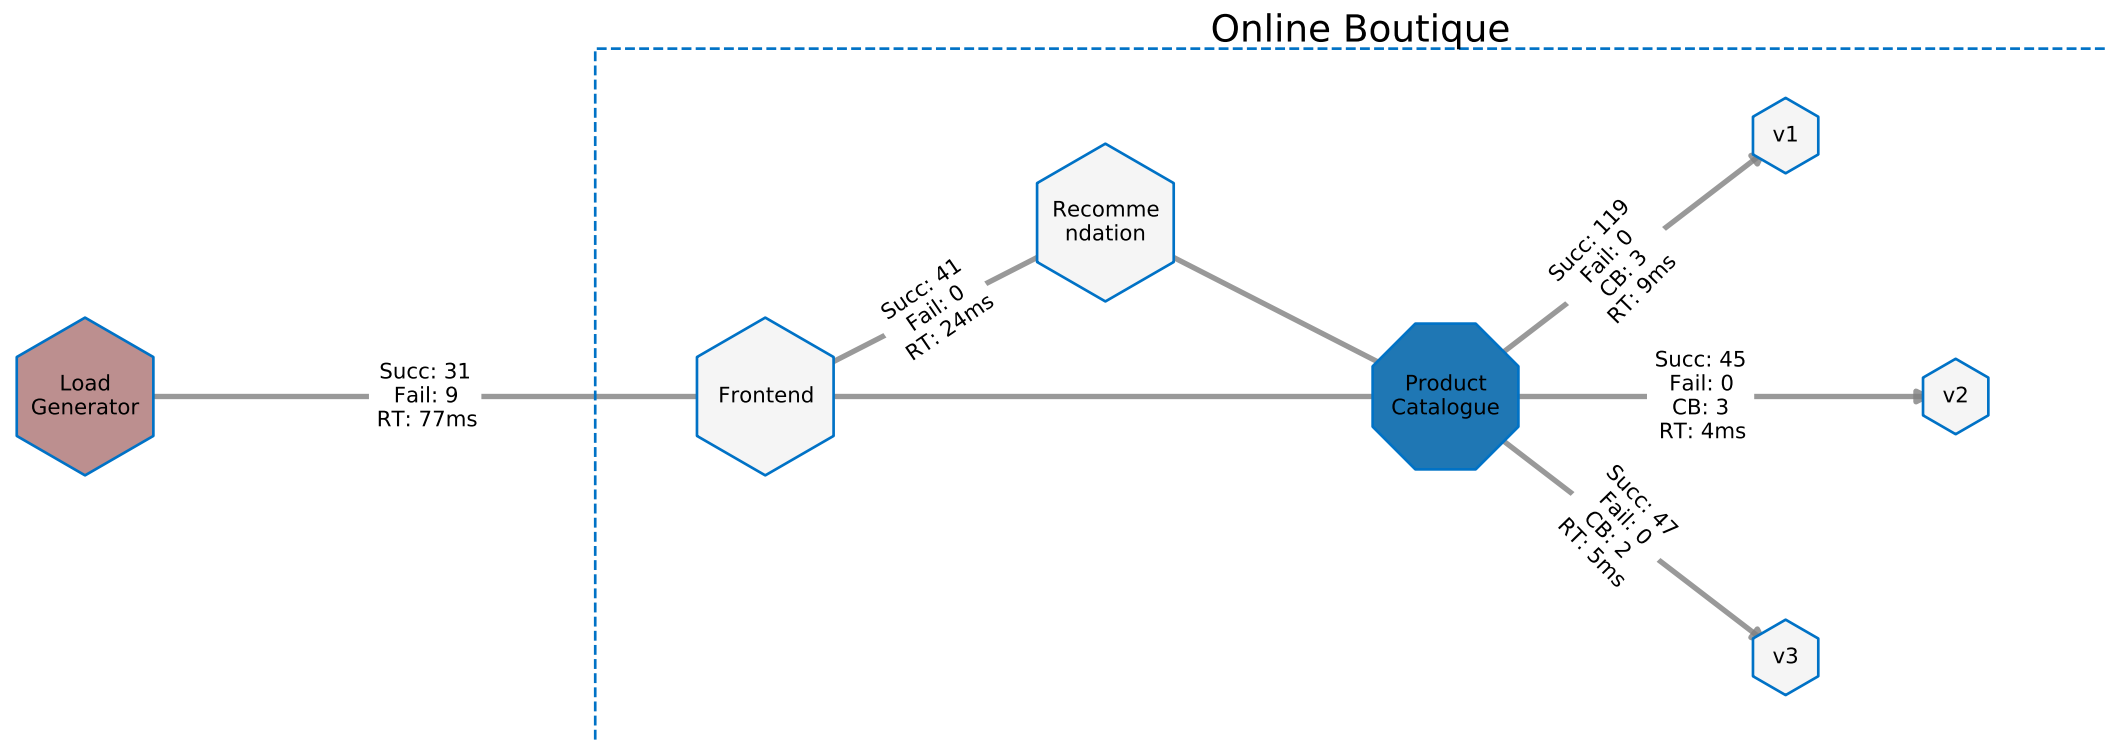 Online Boutique
Load
Generator
Succ: 31
Fail: 9
RT: 77ms
Frontend
Succ: 41
Fail: 0
RT: 24ms
Recomme
ndation
Product
Catalogue
Succ: 119
Fail: 0
CB: 3
RT: 9ms
v1
Succ: 45
Fail: 0
CB: 3
RT: 4ms
v2
Succ: 47
Fail: 0
CB: 2
RT: 5ms
v3